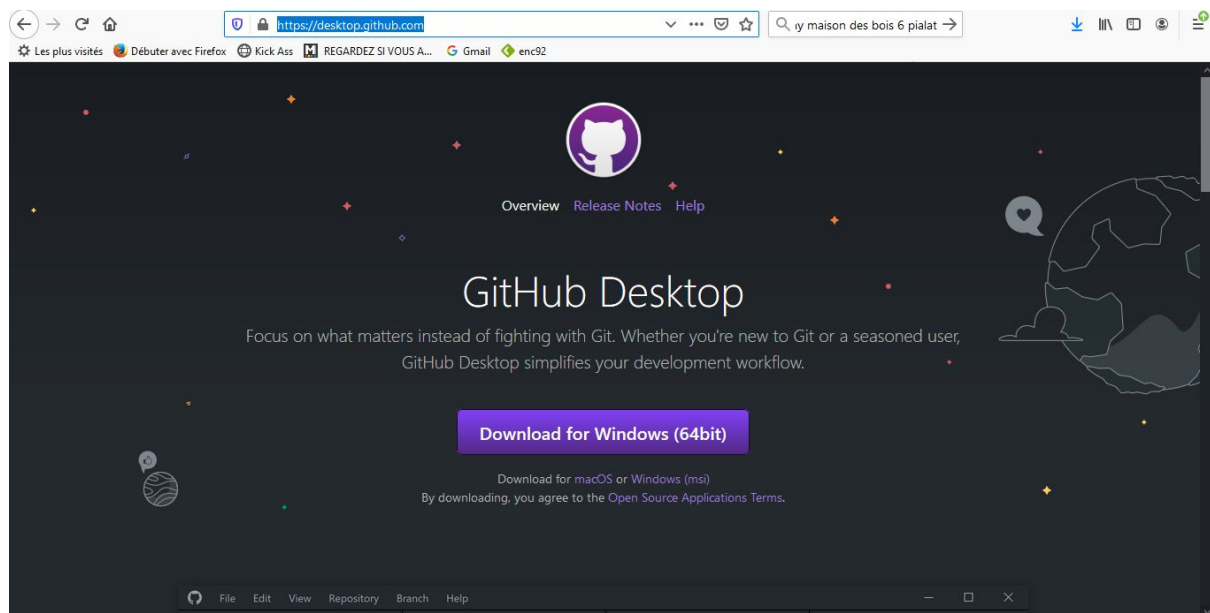 https://desktop.github.com
y maison des bois 6 pialat
Les plus visités Débuter avec Firefox Kick Ass REGARDEZ SI VOUS A... Gmail enc92
Overview Release Notes Help
GitHub Desktop
Focus on what matters instead of fighting with Git. Whether you're new to Git or a seasoned user,
GitHub Desktop simplifies your development workflow.
Download for Windows (64bit)
Download for macOS or Windows (msi)
By downloading, you agree to the Open Source Applications Terms.
File Edit View Repository Branch Help